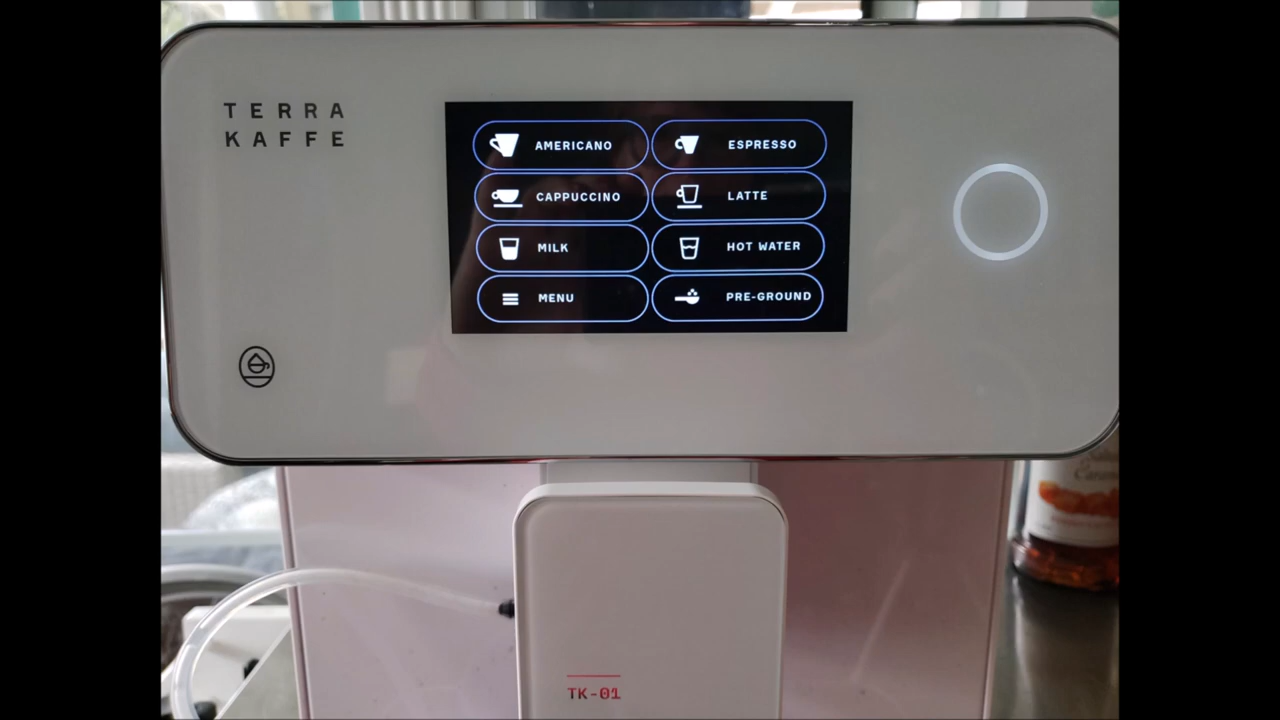 TERRA
KAFFE
AMERICANO
ESPRESSO
CAPPUCCINO
LATTE
MILK
HOT WATER
MENU
PRE-GROUND
TK-01